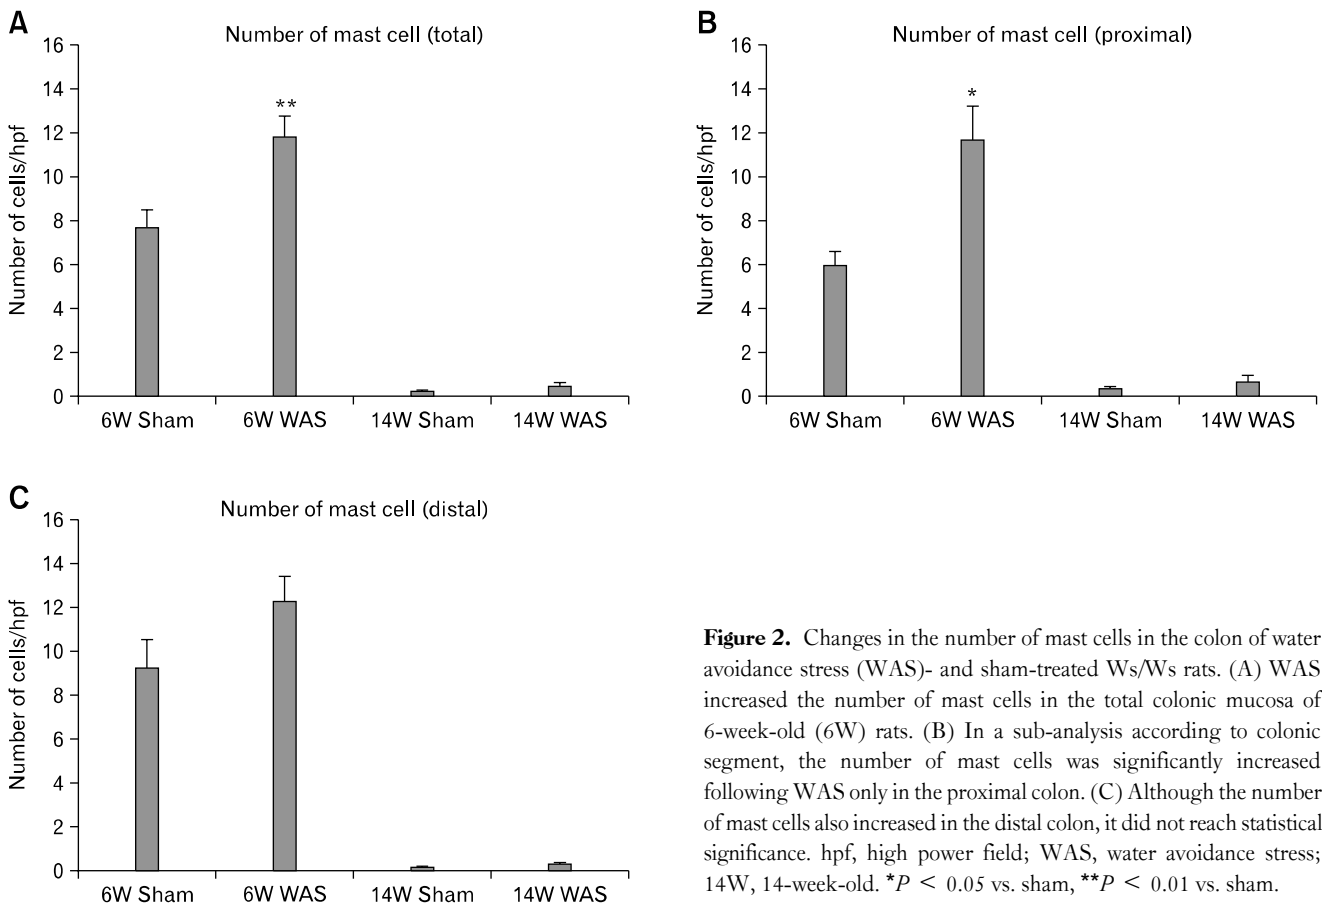 A
Number of mast cell (total)
Number of cells/hpf
16
14
12
10
8
6
4
2
0
**
6W Sham
6W WAS
14W Sham
14W WAS
B
Number of mast cell (proximal)
Number of cells/hpf
16
14
12
10
8
6
4
2
0
*
6W Sham
6W WAS
14W Sham
14W WAS
C
Number of mast cell (distal)
Number of cells/hpf
16
14
12
10
8
6
4
2
0
6W Sham
6W WAS
14W Sham
14W WAS
Figure 2. Changes in the number of mast cells in the colon of water
avoidance stress (WAS)- and sham-treated Ws/Ws rats. (A) WAS
increased the number of mast cells in the total colonic mucosa of
6-week-old (6W) rats. (B) In a sub-analysis according to colonic
segment, the number of mast cells was significantly increased
following WAS only in the proximal colon. (C) Although the number
of mast cells also increased in the distal colon, it did not reach statistical
significance. hpf, high power field; WAS, water avoidance stress;
14W, 14-week-old. *P < 0.05 vs. sham, **P < 0.01 vs. sham.